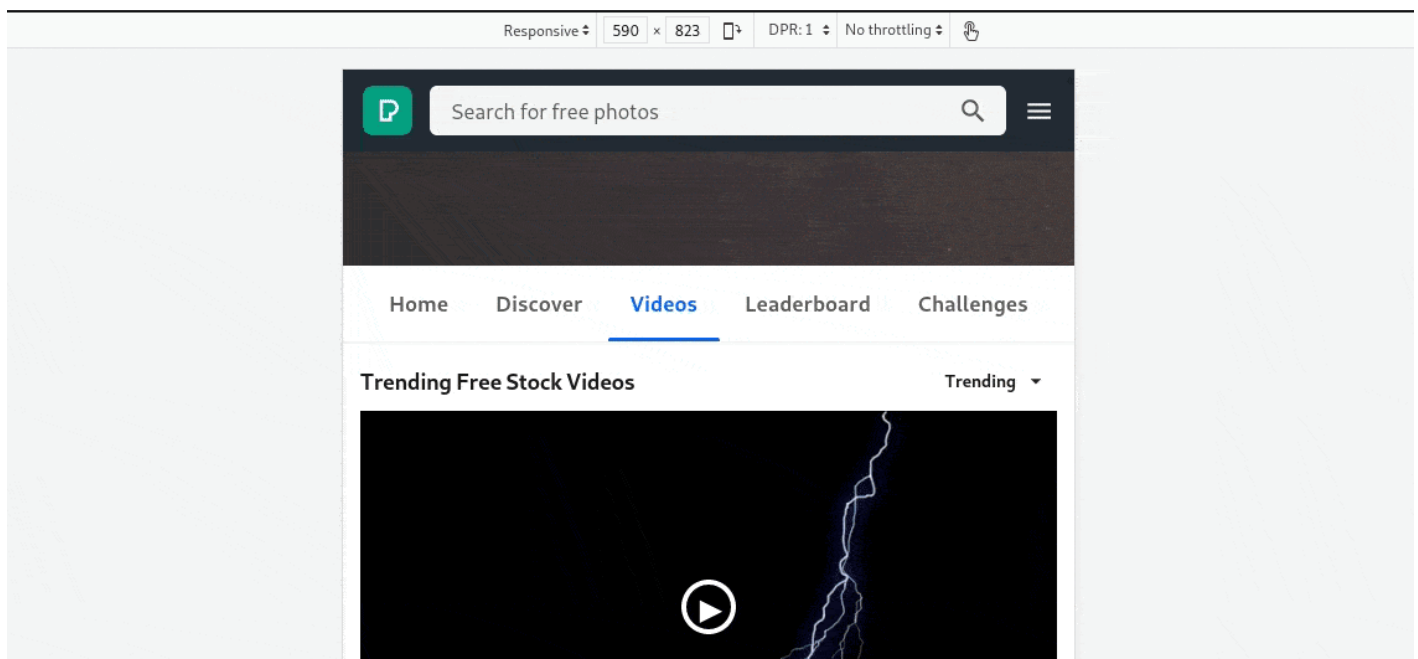 Responsive 590 × 823 DPR: 1 No throttling
Search for free photos
Home Discover Videos Leaderboard Challenges
Trending Free Stock Videos Trending